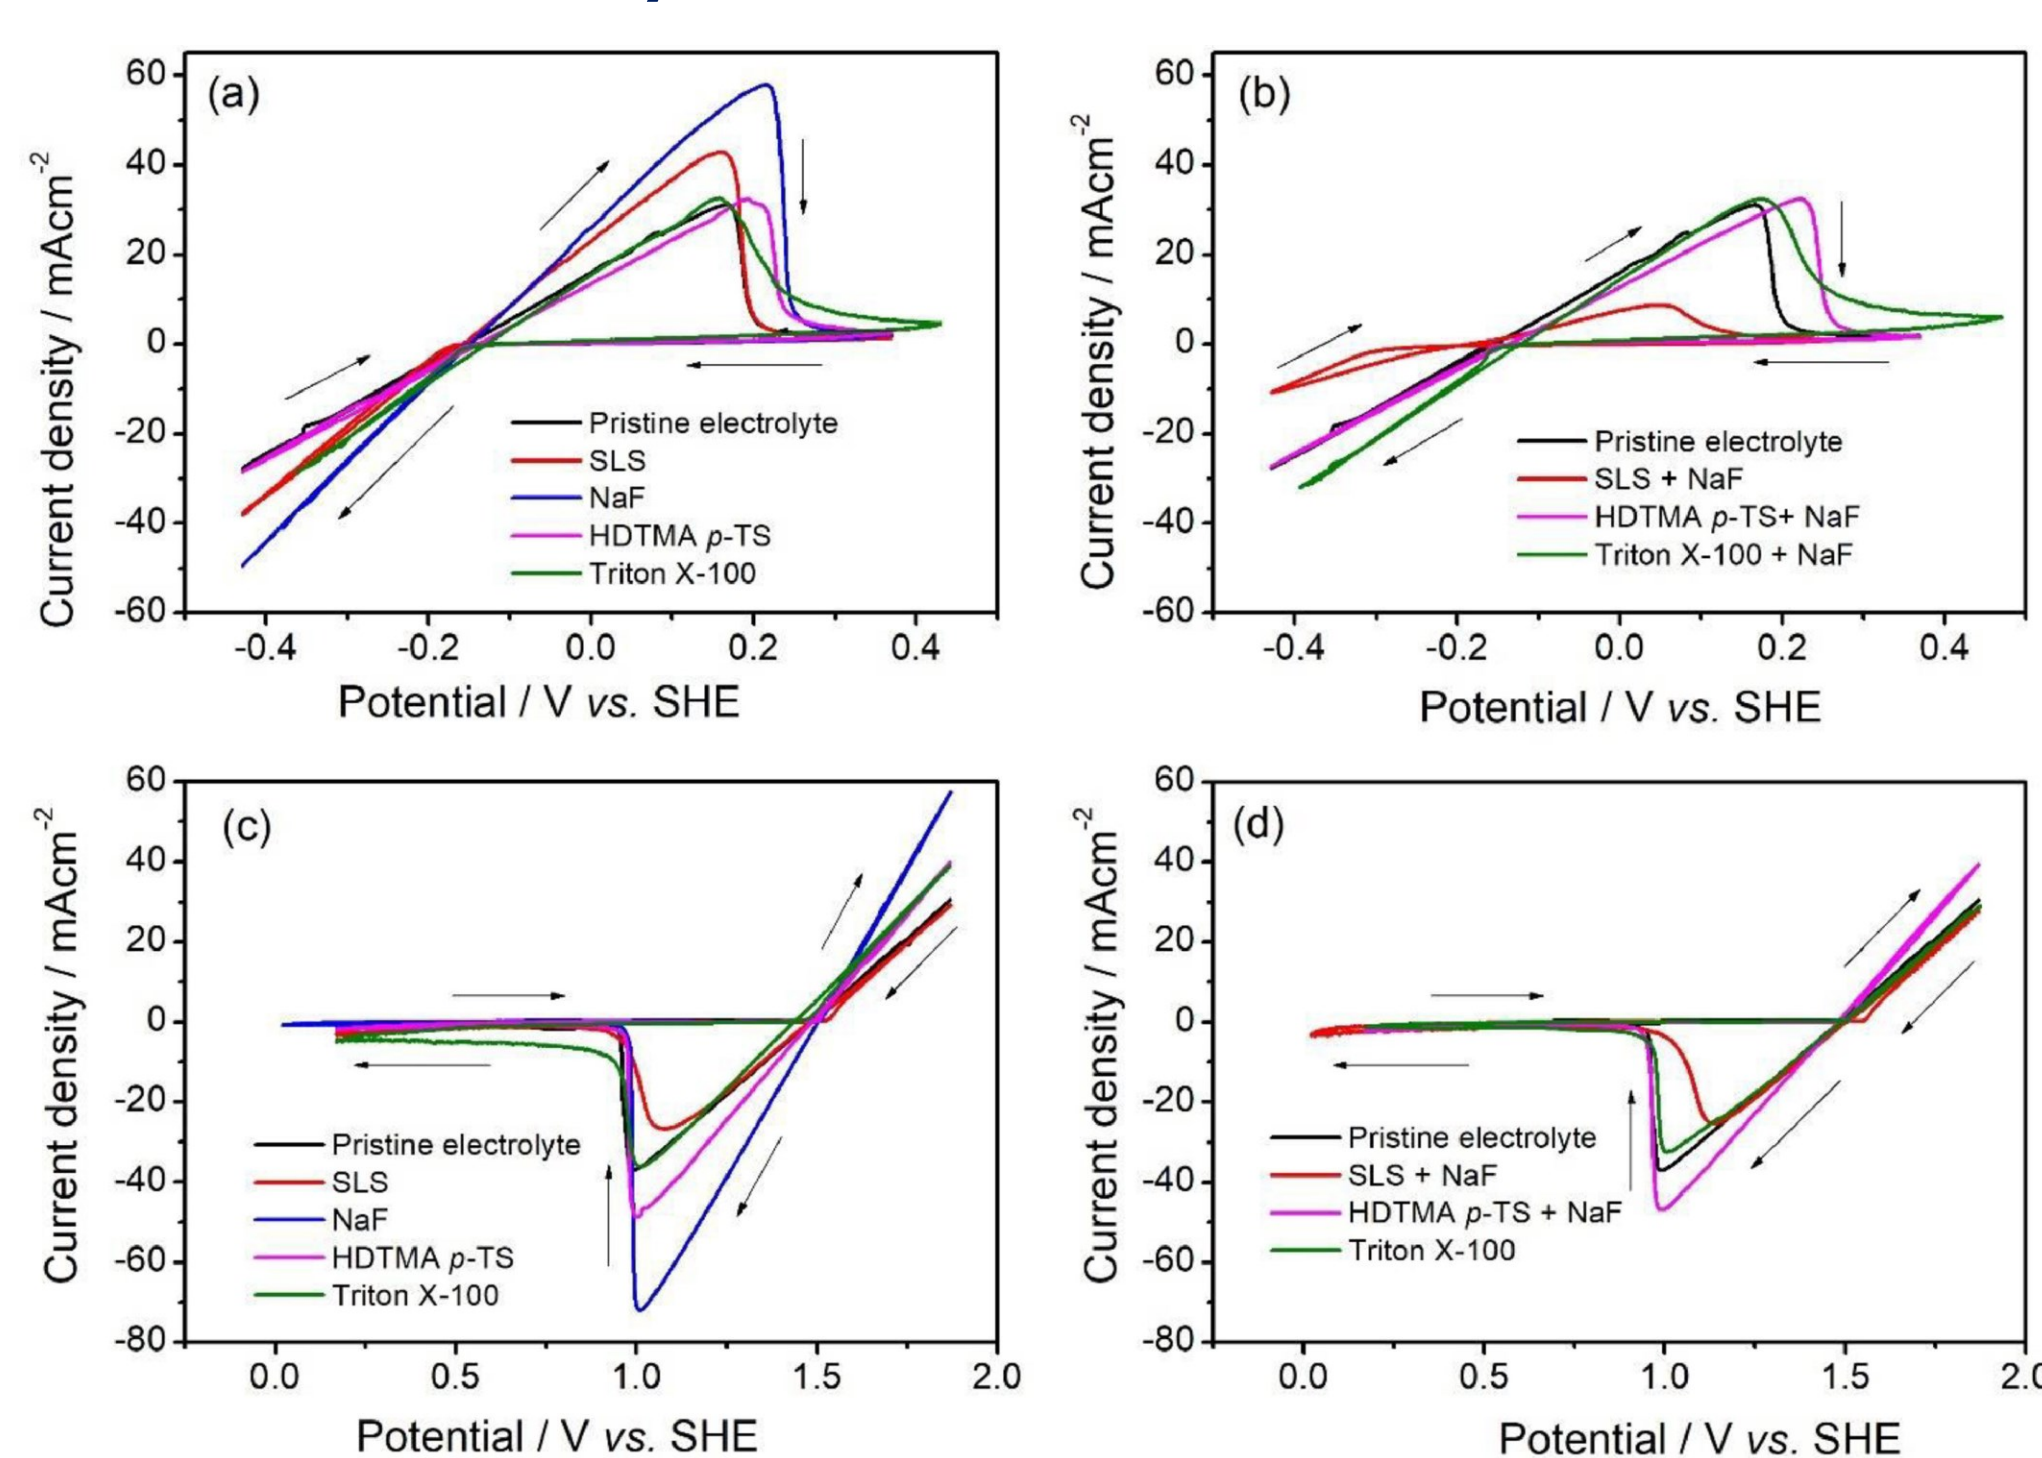 (a)
60
40
20
0
-20
-40
-60
Current density / mAcm-2
Pristine electrolyte
SLS
NaF
HDTMA p-TS
Triton X-100
-0.4 -0.2 0.0 0.2 0.4
Potential / V vs. SHE
(b)
60
40
20
0
-20
-40
-60
Current density / mAcm-2
Pristine electrolyte
SLS + NaF
HDTMA p-TS+ NaF
Triton X-100 + NaF
-0.4 -0.2 0.0 0.2 0.4
Potential / V vs. SHE
(c)
60
40
20
0
-20
-40
-60
-80
Current density / mAcm-2
Pristine electrolyte
SLS
NaF
HDTMA p-TS
Triton X-100
0.0 0.5 1.0 1.5 2.0
Potential / V vs. SHE
(d)
60
40
20
0
-20
-40
-60
-80
Current density / mAcm-2
Pristine electrolyte
SLS + NaF
HDTMA p-TS + NaF
Triton X-100
0.0 0.5 1.0 1.5 2.0
Potential / V vs. SHE